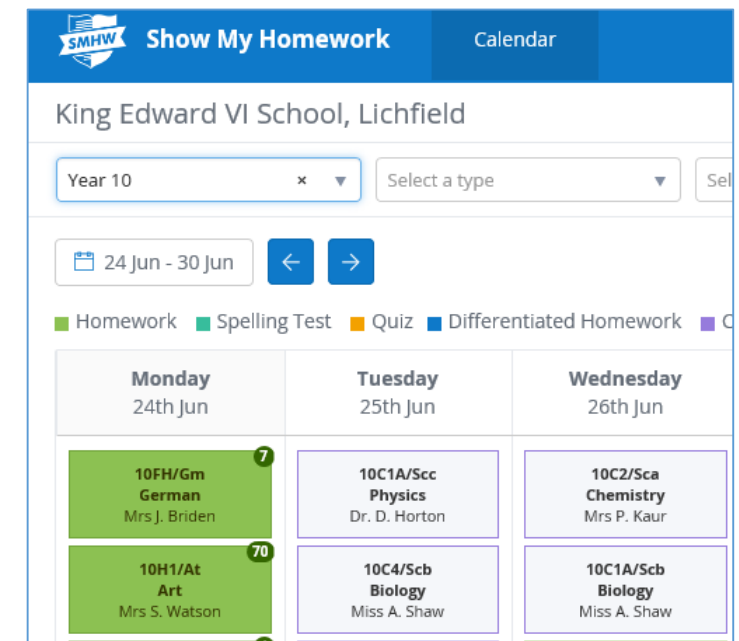 SMHW Show My Homework Calendar
King Edward VI School, Lichfield
Year 10 × ▼ Select a type ▼ Sel
24 Jun - 30 Jun ← →
Homework Spelling Test Quiz Differentiated Homework C
Monday Tuesday Wednesday
24th Jun 25th Jun 26th Jun
7
10FH/Gm 10C1A/Scc 10C2/Sca
German Physics Chemistry
Mrs J. Briden Dr. D. Horton Mrs P. Kaur
70
10H1/At 10C4/Scb 10C1A/Scb
Art Biology Biology
Mrs S. Watson Miss A. Shaw Miss A. Shaw